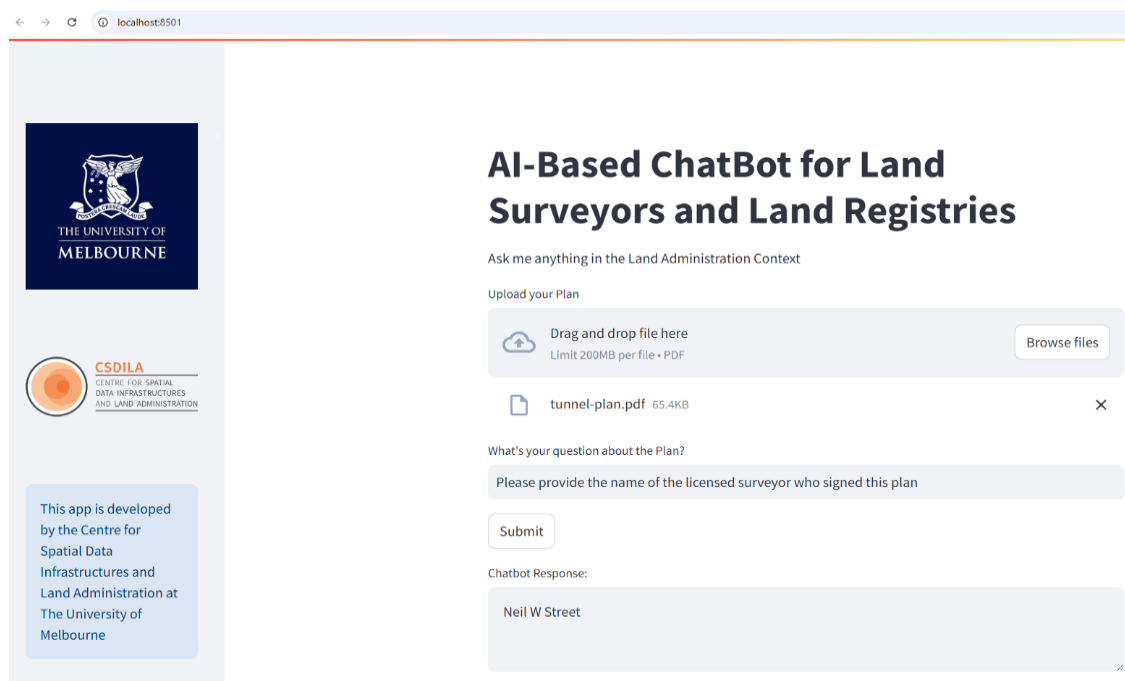 localhost:8501
POSTERA CRESCAM LAUDE
THE UNIVERSITY OF
MELBOURNE
CSDILA
CENTRE FOR SPATIAL
DATA INFRASTRUCTURES
AND LAND ADMINISTRATION
This app is developed
by the Centre for
Spatial Data
Infrastructures and
Land Administration at
The University of
Melbourne
AI-Based ChatBot for Land
Surveyors and Land Registries
Ask me anything in the Land Administration Context
Upload your Plan
Drag and drop file here
Limit 200MB per file • PDF
Browse files
tunnel-plan.pdf 65.4KB
What's your question about the Plan?
Please provide the name of the licensed surveyor who signed this plan
Submit
Chatbot Response:
Neil W Street